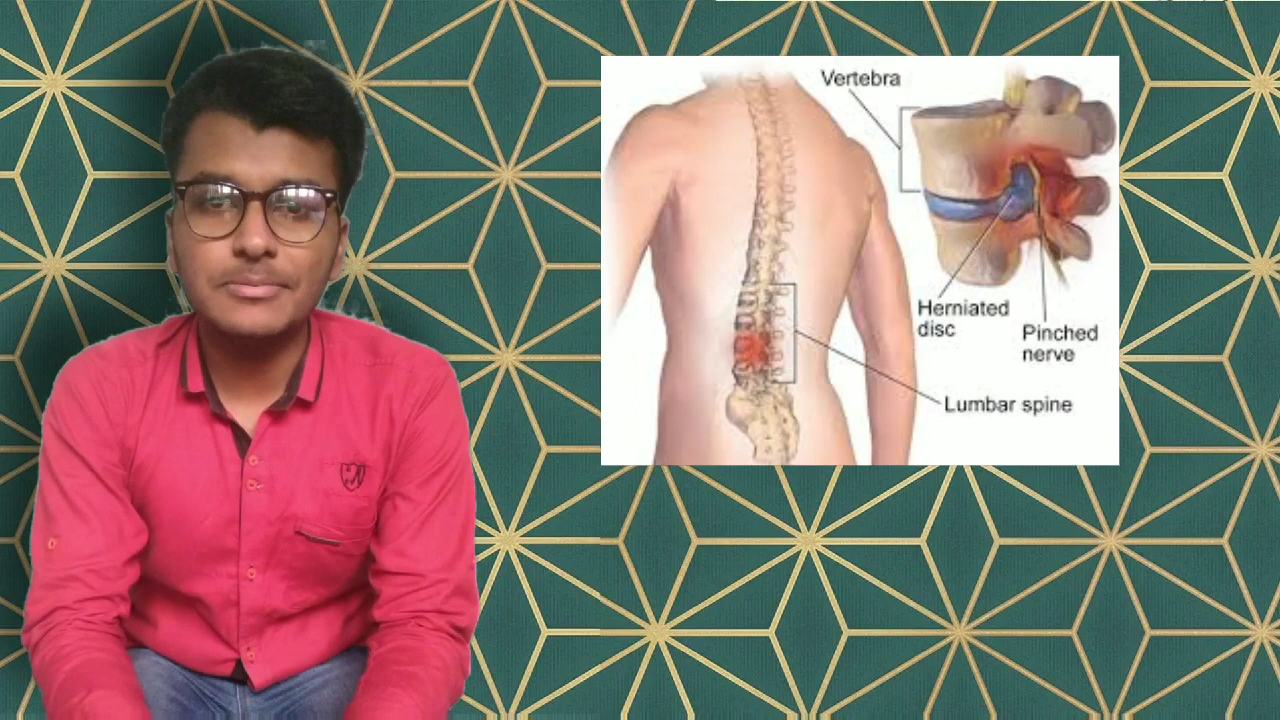 Vertebra
Herniated
disc
Pinched
nerve
Lumbar spine